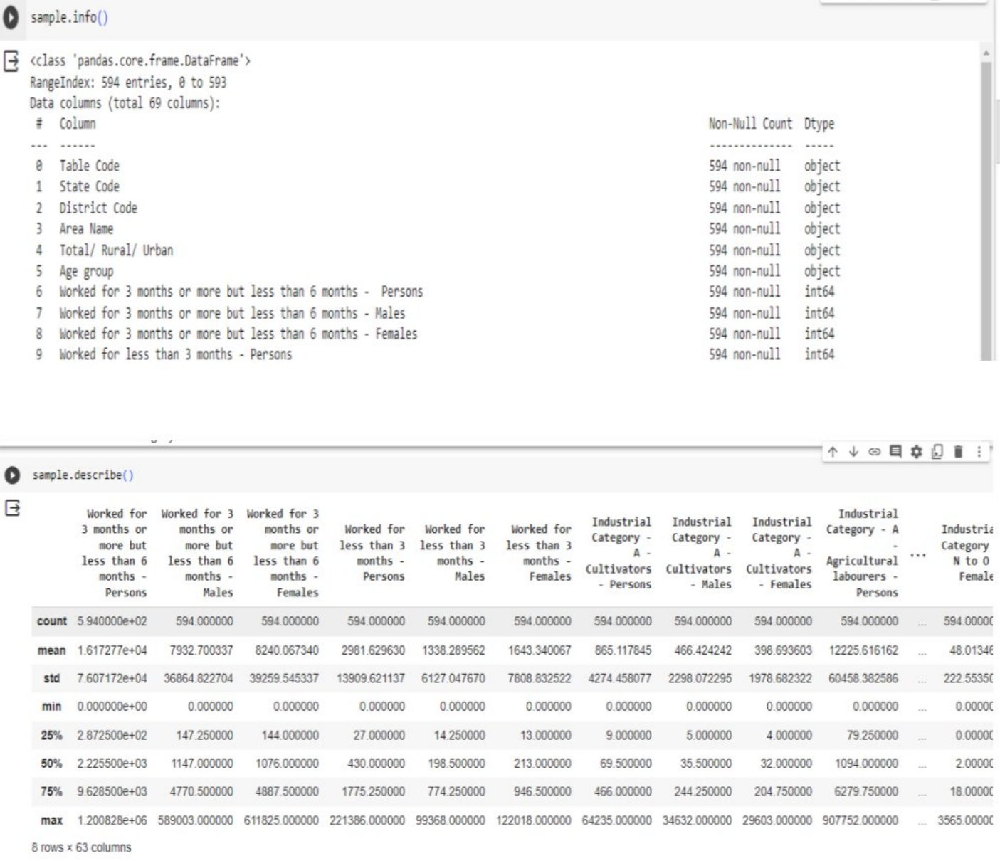 sample.info()
<class 'pandas.core.frame.DataFrame'>
RangeIndex: 594 entries, 0 to 593
Data columns (total 69 columns):
# Column Non-Null Count Dtype
--- ------ -------------- -----
0 Table Code 594 non-null object
1 State Code 594 non-null object
2 District Code 594 non-null object
3 Area Name 594 non-null object
4 Total/ Rural/ Urban 594 non-null object
5 Age group 594 non-null object
6 Worked for 3 months or more but less than 6 months -  Persons 594 non-null int64
7 Worked for 3 months or more but less than 6 months - Males 594 non-null int64
8 Worked for 3 months or more but less than 6 months - Females 594 non-null int64
9 Worked for less than 3 months - Persons 594 non-null int64
sample.describe()
Worked for 3 months or more but less than 6 months - Persons Worked for 3 months or more but less than 6 months - Males Worked for 3 months or more but less than 6 months - Females Worked for less than 3 months - Persons Worked for less than 3 months - Males Worked for less than 3 months - Females Industrial Category - A - Cultivators - Persons Industrial Category - A - Cultivators - Males Industrial Category - A - Cultivators - Females Industrial Category - A - Agricultural labourers - Persons ... Industria Category N to O Female
count 5.940000e+02 594.000000 594.000000 594.000000 594.000000 594.000000 594.000000 594.000000 594.000000 594.000000 ... 594.00000
mean 1.617277e+04 7932.700337 8240.067340 2981.629630 1338.289562 1643.340067 865.117845 466.424242 398.693603 12225.616162 ... 48.01346
std 7.607172e+04 36864.822704 39259.545337 13909.621137 6127.047670 7808.832522 4274.458077 2298.072295 1978.682322 60458.382586 ... 222.55350
min 0.000000e+00 0.000000 0.000000 0.000000 0.000000 0.000000 0.000000 0.000000 0.000000 0.000000 ... 0.00000
25% 2.872500e+02 147.250000 144.000000 27.000000 14.250000 13.000000 9.000000 5.000000 4.000000 79.250000 ... 0.00000
50% 2.225500e+03 1147.000000 1076.000000 430.000000 198.500000 213.000000 69.500000 35.500000 32.000000 1094.000000 ... 2.00000
75% 9.628500e+03 4770.500000 4887.500000 1775.250000 774.250000 946.500000 466.000000 244.250000 204.750000 6279.750000 ... 18.00000
max 1.200828e+06 589003.000000 611825.000000 221386.000000 99368.000000 122018.000000 64235.000000 34632.000000 29603.000000 907752.000000 ... 3565.00000
8 rows × 63 columns